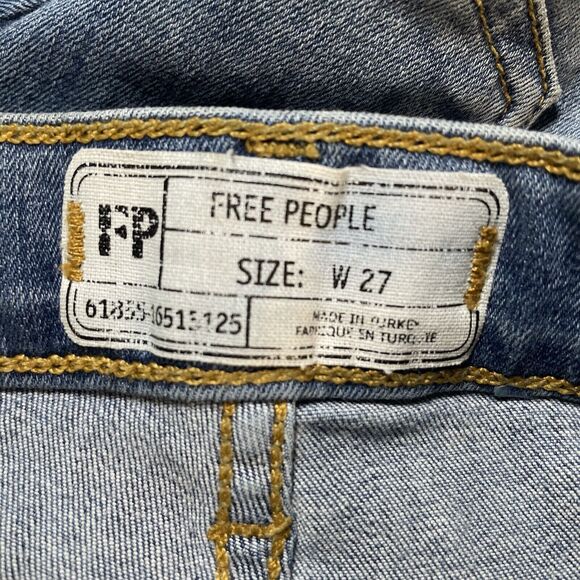 FP
FREE PEOPLE
SIZE: W 27
MADE IN TURKEY
FABRIQUE EN TURQUIE